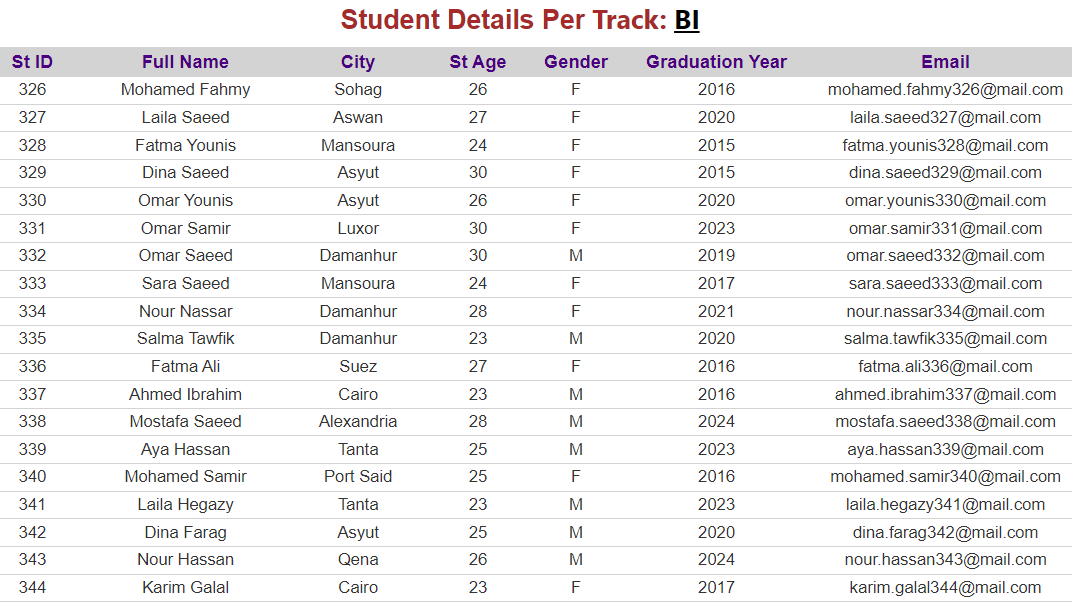 Student Details Per Track: BI
St ID Full Name City St Age Gender Graduation Year Email
326 Mohamed Fahmy Sohag 26 F 2016 mohamed.fahmy326@mail.com
327 Laila Saeed Aswan 27 F 2020 laila.saeed327@mail.com
328 Fatma Younis Mansoura 24 F 2015 fatma.younis328@mail.com
329 Dina Saeed Asyut 30 F 2015 dina.saeed329@mail.com
330 Omar Younis Asyut 26 F 2020 omar.younis330@mail.com
331 Omar Samir Luxor 30 F 2023 omar.samir331@mail.com
332 Omar Saeed Damanhur 30 M 2019 omar.saeed332@mail.com
333 Sara Saeed Mansoura 24 F 2017 sara.saeed333@mail.com
334 Nour Nassar Damanhur 28 F 2021 nour.nassar334@mail.com
335 Salma Tawfik Damanhur 23 M 2020 salma.tawfik335@mail.com
336 Fatma Ali Suez 27 F 2016 fatma.ali336@mail.com
337 Ahmed Ibrahim Cairo 23 M 2016 ahmed.ibrahim337@mail.com
338 Mostafa Saeed Alexandria 28 M 2024 mostafa.saeed338@mail.com
339 Aya Hassan Tanta 25 M 2023 aya.hassan339@mail.com
340 Mohamed Samir Port Said 25 F 2016 mohamed.samir340@mail.com
341 Laila Hegazy Tanta 23 M 2023 laila.hegazy341@mail.com
342 Dina Farag Asyut 25 M 2020 dina.farag342@mail.com
343 Nour Hassan Qena 26 M 2024 nour.hassan343@mail.com
344 Karim Galal Cairo 23 F 2017 karim.galal344@mail.com